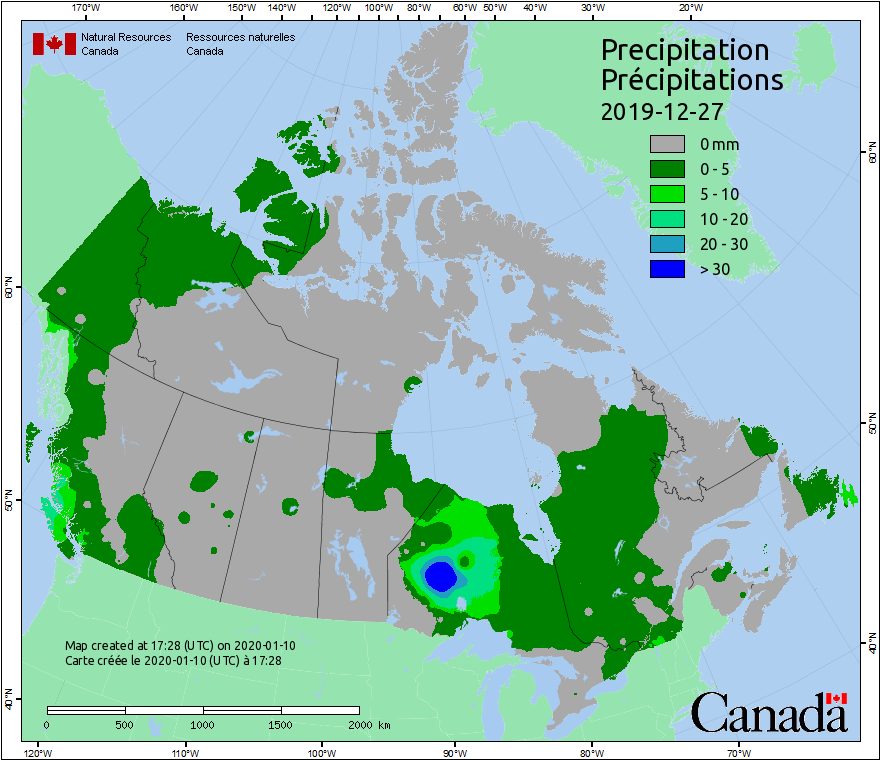 170°W 160°W 150°W 140°W 130°W 120°W 110°W 100°W 90°W 80°W 70°W 60°W 50°W 40°W 30°W 20°W
Natural Resources Ressources naturelles
Canada Canada
Precipitation
Précipitations
2019-12-27
0 mm
0 - 5
5 - 10
10 - 20
20 - 30
> 30
60°N
60°N
50°N
50°N
40°N
40°N
Map created at 17:28 (UTC) on 2020-01-10
Carte créée le 2020-01-10 (UTC) à 17:28
0 500 1000 1500 2000 km
Canada
120°W 110°W 100°W 90°W 80°W 70°W